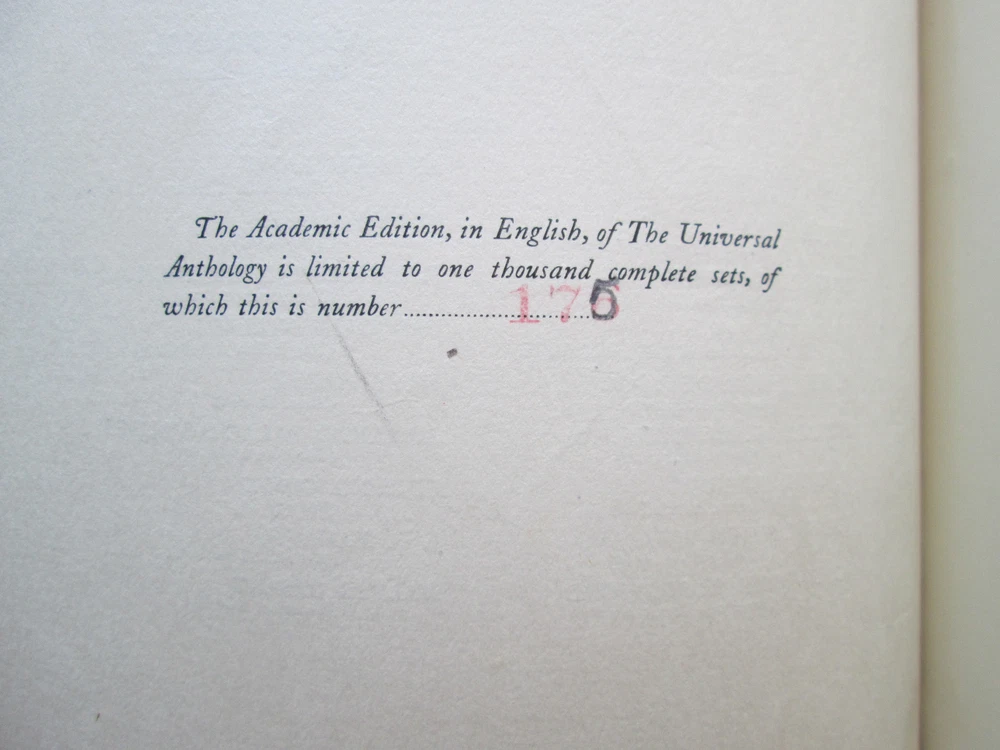 The Academic Edition, in English, of The Universal
Anthology is limited to one thousand complete sets, of
which this is number.............................. 175